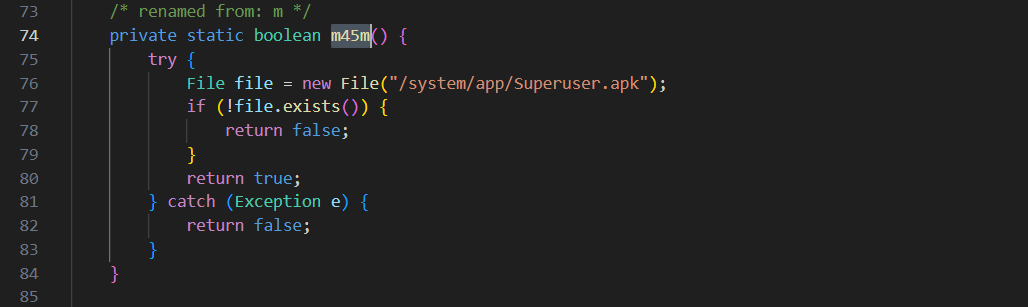 73 /* renamed from: m */
74 private static boolean m45m() {
75 try {
76 File file = new File("/system/app/Superuser.apk");
77 if (!file.exists()) {
78 return false;
79 }
80 return true;
81 } catch (Exception e) {
82 return false;
83 }
84 }
85